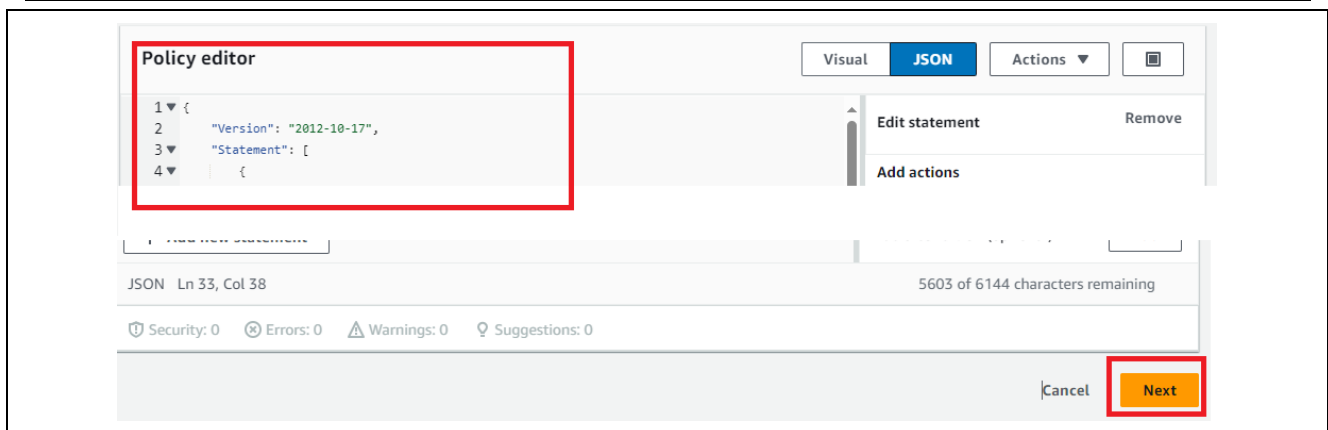 Policy editor
Visual JSON Actions ▼
1 ▼ {
2 "Version": "2012-10-17",
3 ▼ "Statement": [
4 ▼ {
Edit statement Remove
Add actions
JSON Ln 33, Col 38
5603 of 6144 characters remaining
Security: 0 Errors: 0 Warnings: 0 Suggestions: 0
Cancel Next